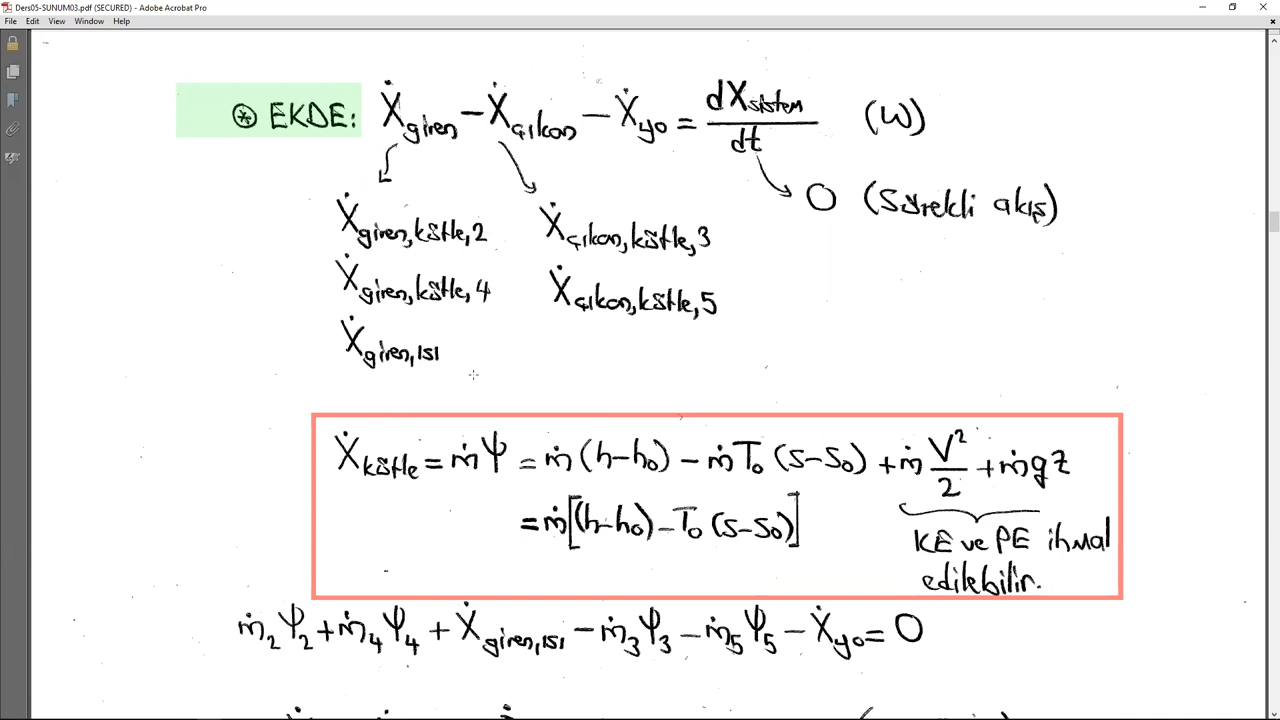 Ders05-SUNUM03.pdf (SECURED) - Adobe Acrobat Pro
File Edit View Window Help
⊛ EKDE: Ẋgiren − Ẋçıkan − Ẋyo = dXsistem/dt (W)
0 (Sürekli akış)
Ẋgiren,kütle,2 Ẋçıkan,kütle,3
Ẋgiren,kütle,4 Ẋçıkan,kütle,5
Ẋgiren,ısı
Ẋkütle = ṁΨ = ṁ(h−h₀) − ṁT₀(s−s₀) + ṁV²/2 + ṁgz
= ṁ[(h−h₀) − T₀(s−s₀)]
KE ve PE ihmal
edilebilir.
ṁ₂Ψ₂ + ṁ₄Ψ₄ + Ẋgiren,ısı − ṁ₃Ψ₃ − ṁ₅Ψ₅ − Ẋyo = 0